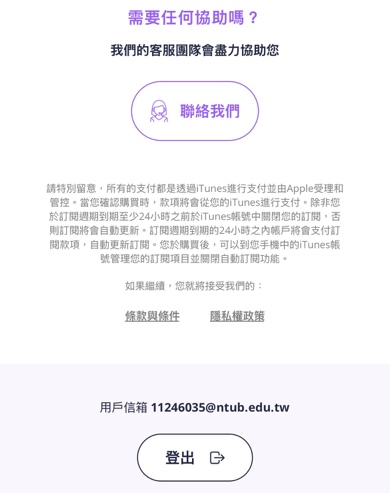 需要任何協助嗎？
我們的客服團隊會盡力協助您
聯絡我們
請特別留意，所有的支付都是透過iTunes進行支付並由Apple受理和
管控。當您確認購買時，款項將會從您的iTunes進行支付。除非您
於訂閱週期到期至少24小時之前於iTunes帳號中關閉您的訂閱，否
則訂閱將會自動更新。訂閱週期到期的24小時之內帳戶將會支付訂
閱款項，自動更新訂閱。您於購買後，可以到您手機中的iTunes帳
號管理您的訂閱項目並關閉自動訂閱功能。
如果繼續，您就將接受我們的：
條款與條件 隱私權政策
用戶信箱 11246035@ntub.edu.tw
登出